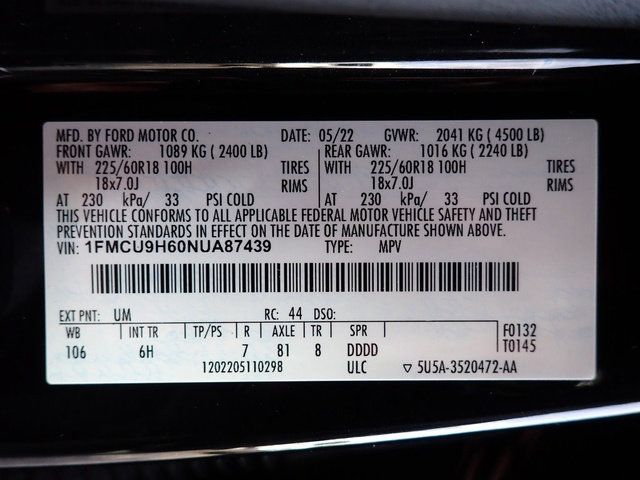 MFD. BY FORD MOTOR CO. DATE: 05/22 GVWR: 2041 KG ( 4500 LB)
FRONT GAWR: 1089 KG ( 2400 LB) REAR GAWR: 1016 KG ( 2240 LB)
WITH 225/60R18 100H TIRES WITH 225/60R18 100H TIRES
18x7.0J RIMS 18x7.0J RIMS
AT 230 kPa/ 33 PSI COLD AT 230 kPa/ 33 PSI COLD
THIS VEHICLE CONFORMS TO ALL APPLICABLE FEDERAL MOTOR VEHICLE SAFETY AND THEFT
PREVENTION STANDARDS IN EFFECT ON THE DATE OF MANUFACTURE SHOWN ABOVE.
VIN: 1FMCU9H60NUA87439 TYPE: MPV
EXT PNT: UM RC: 44 DSO:
WB INT TR TP/PS R AXLE TR SPR F0132
106 6H 7 81 8 DDDD T0145
1202205110298 ULC ▽ 5U5A-3520472-AA